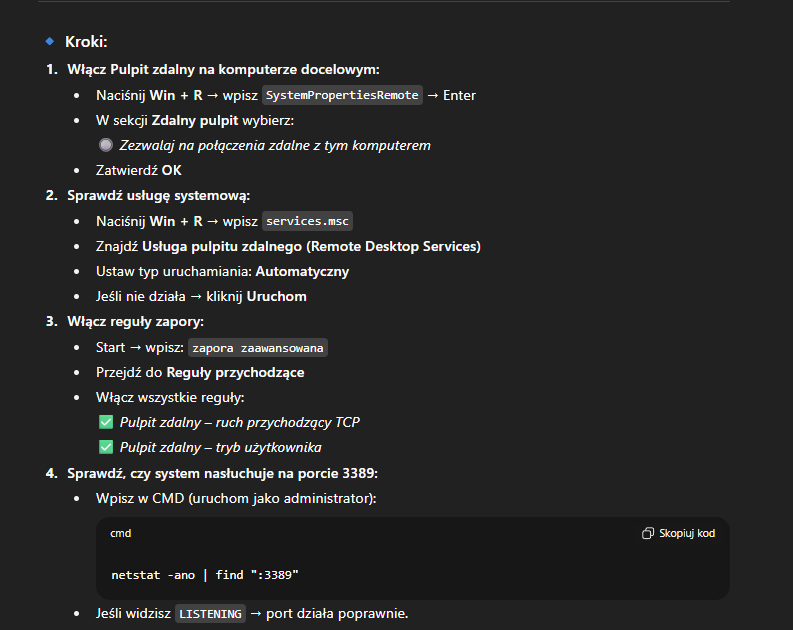 Kroki:
1. Włącz Pulpit zdalny na komputerze docelowym:
• Naciśnij Win + R → wpisz SystemPropertiesRemote → Enter
• W sekcji Zdalny pulpit wybierz:
Zezwalaj na połączenia zdalne z tym komputerem
• Zatwierdź OK
2. Sprawdź usługę systemową:
• Naciśnij Win + R → wpisz services.msc
• Znajdź Usługa pulpitu zdalnego (Remote Desktop Services)
• Ustaw typ uruchamiania: Automatyczny
• Jeśli nie działa → kliknij Uruchom
3. Włącz reguły zapory:
• Start → wpisz: zapora zaawansowana
• Przejdź do Reguły przychodzące
• Włącz wszystkie reguły:
✅ Pulpit zdalny – ruch przychodzący TCP
✅ Pulpit zdalny – tryb użytkownika
4. Sprawdź, czy system nasłuchuje na porcie 3389:
• Wpisz w CMD (uruchom jako administrator):
cmd Skopiuj kod
netstat -ano | find ":3389"
• Jeśli widzisz LISTENING → port działa poprawnie.